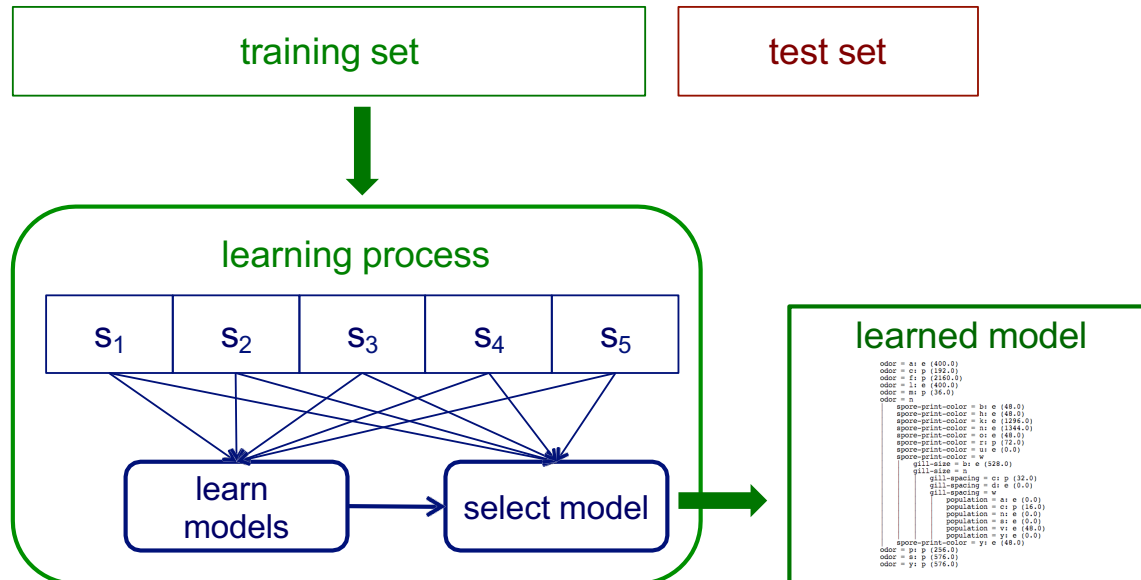 training set
test set
learning process
s1 s2 s3 s4 s5
learn
models
select model
learned model
odor = a: e (400.0)
odor = c: p (192.0)
odor = f: p (2160.0)
odor = l: e (400.0)
odor = m: p (36.0)
odor = n
spore-print-color = b: e (48.0)
spore-print-color = h: e (48.0)
spore-print-color = k: e (1296.0)
spore-print-color = n: e (1344.0)
spore-print-color = o: e (48.0)
spore-print-color = r: p (72.0)
spore-print-color = u: e (0.0)
spore-print-color = w
gill-size = b: e (528.0)
gill-size = n
gill-spacing = c: p (32.0)
gill-spacing = d: e (0.0)
gill-spacing = w
population = a: e (0.0)
population = c: p (16.0)
population = n: e (0.0)
population = s: e (0.0)
population = v: e (48.0)
population = y: e (0.0)
spore-print-color = y: e (48.0)
odor = p: p (256.0)
odor = s: p (576.0)
odor = y: p (576.0)